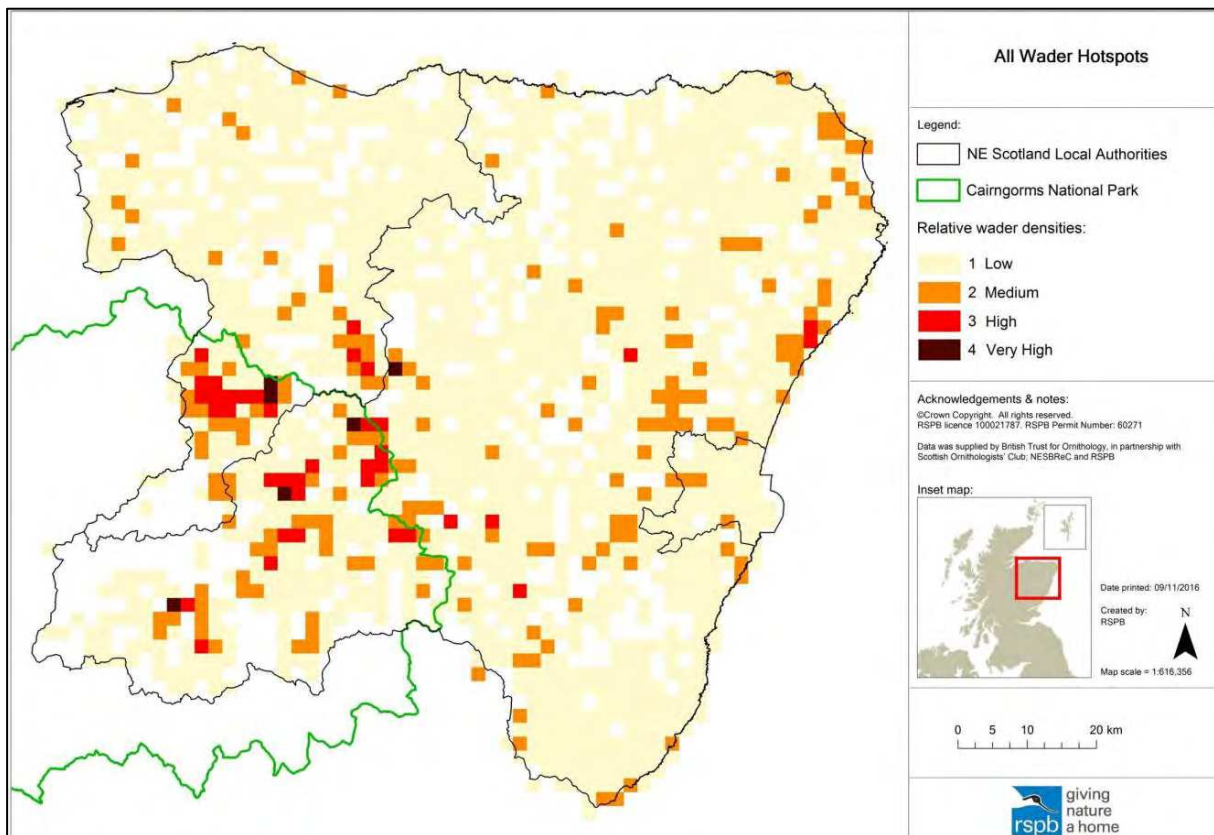 All Wader Hotspots
Legend:
NE Scotland Local Authorities
Cairngorms National Park
Relative wader densities:
1 Low
2 Medium
3 High
4 Very High
Acknowledgements & notes:
©Crown Copyright. All rights reserved.
RSPB licence 100021787. RSPB Permit Number: 60271
Data was supplied by British Trust for Ornithology, in partnership with
Scottish Ornithologists' Club; NESBReC and RSPB
Inset map:
Date printed: 09/11/2016
Created by:
RSPB
N
Map scale = 1:616,356
0 5 10 20 km
rspb
giving
nature
a home